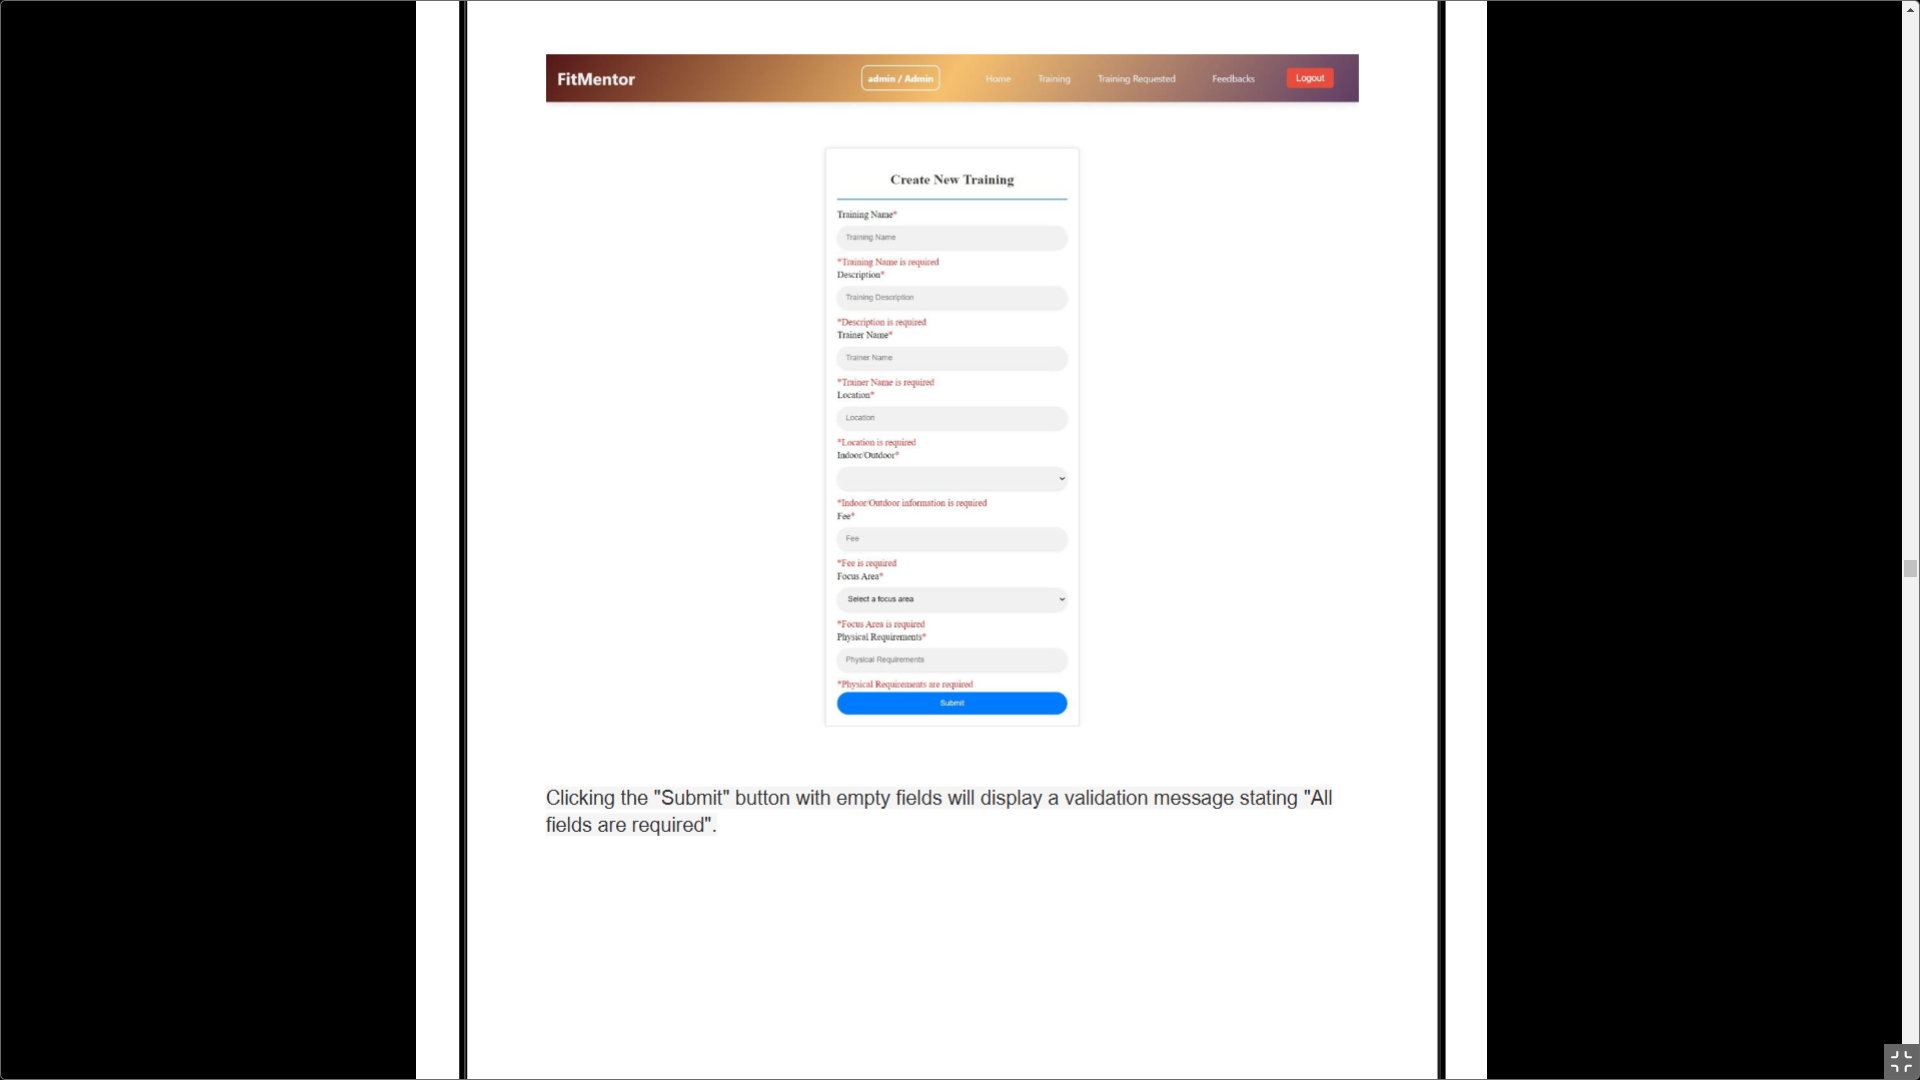 FitMentor admin / Admin Home Training Training Requested Feedbacks Logout
Create New Training
Training Name*
Training Name
*Training Name is required
Description*
Training Description
*Description is required
Trainer Name*
Trainer Name
*Trainer Name is required
Location*
Location
*Location is required
Indoor/Outdoor*
*Indoor/Outdoor information is required
Fee*
Fee
*Fee is required
Focus Area*
Select a focus area
*Focus Area is required
Physical Requirements*
Physical Requirements
*Physical Requirements are required
Submit
Clicking the "Submit" button with empty fields will display a validation message stating "All
fields are required".